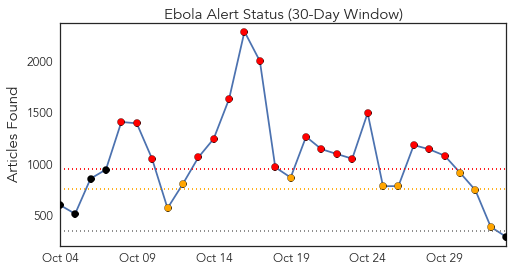 Ebola Alert Status (30-Day Window)
Articles Found
2000
1500
1000
500
Oct 04 Oct 09 Oct 14 Oct 19 Oct 24 Oct 29